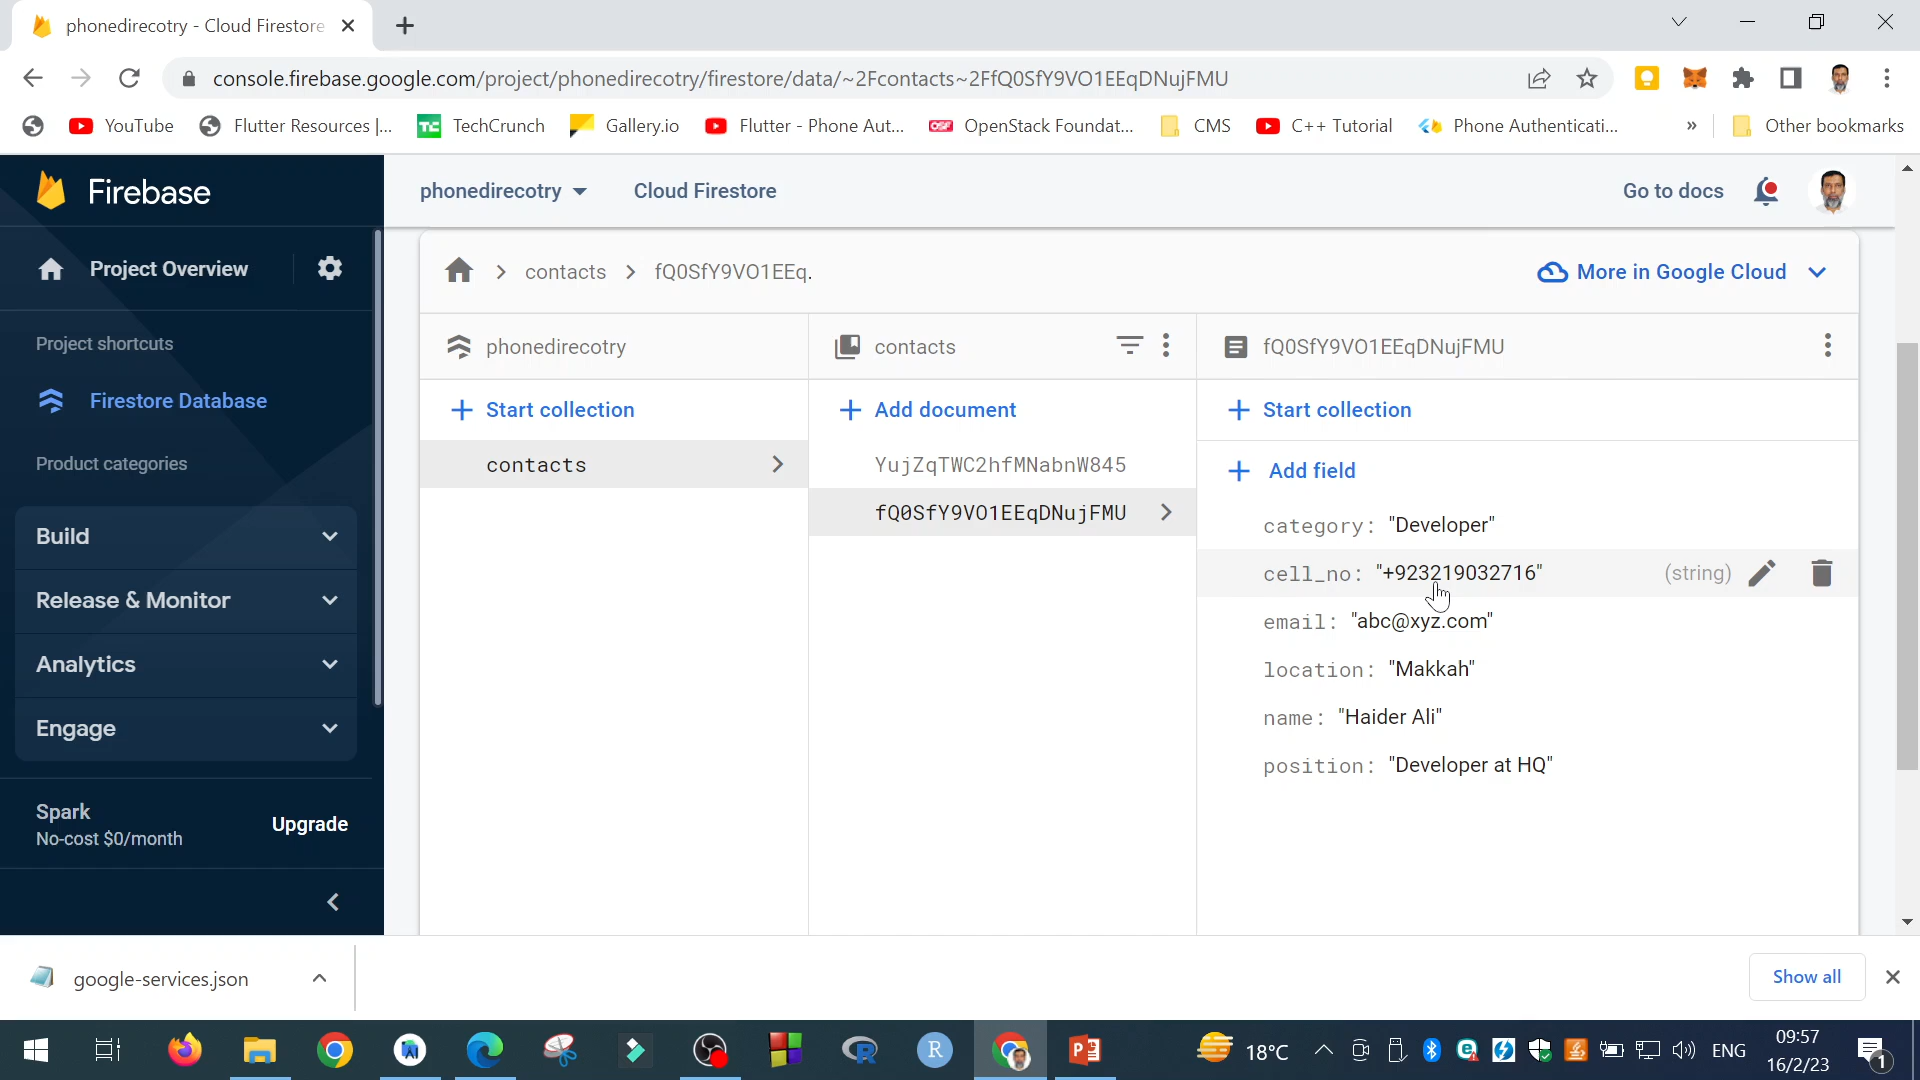 phonedirecotry - Cloud Firestore
console.firebase.google.com/project/phonedirecotry/firestore/data/~2Fcontacts~2FfQ0SfY9VO1EEqDNujFMU
YouTube
Flutter Resources |...
TC TechCrunch
Gallery.io
Flutter - Phone Aut...
OpenStack Foundat...
CMS
C++ Tutorial
Phone Authenticati...
»
Other bookmarks
Firebase
phonedirecotry
Cloud Firestore
Go to docs
Project Overview
contacts
fQ0SfY9VO1EEq.
More in Google Cloud
Project shortcuts
Firestore Database
Product categories
Build
Release & Monitor
Analytics
Engage
Spark
No-cost $0/month
Upgrade
phonedirecotry
Start collection
contacts
contacts
Add document
YujZqTWC2hfMNabnW845
fQ0SfY9VO1EEqDNujFMU
fQ0SfY9VO1EEqDNujFMU
Start collection
Add field
category: "Developer"
cell_no: "+923219032716" (string)
email: "abc@xyz.com"
location: "Makkah"
name: "Haider Ali"
position: "Developer at HQ"
google-services.json
Show all
18°C
ENG
09:57
16/2/23
1